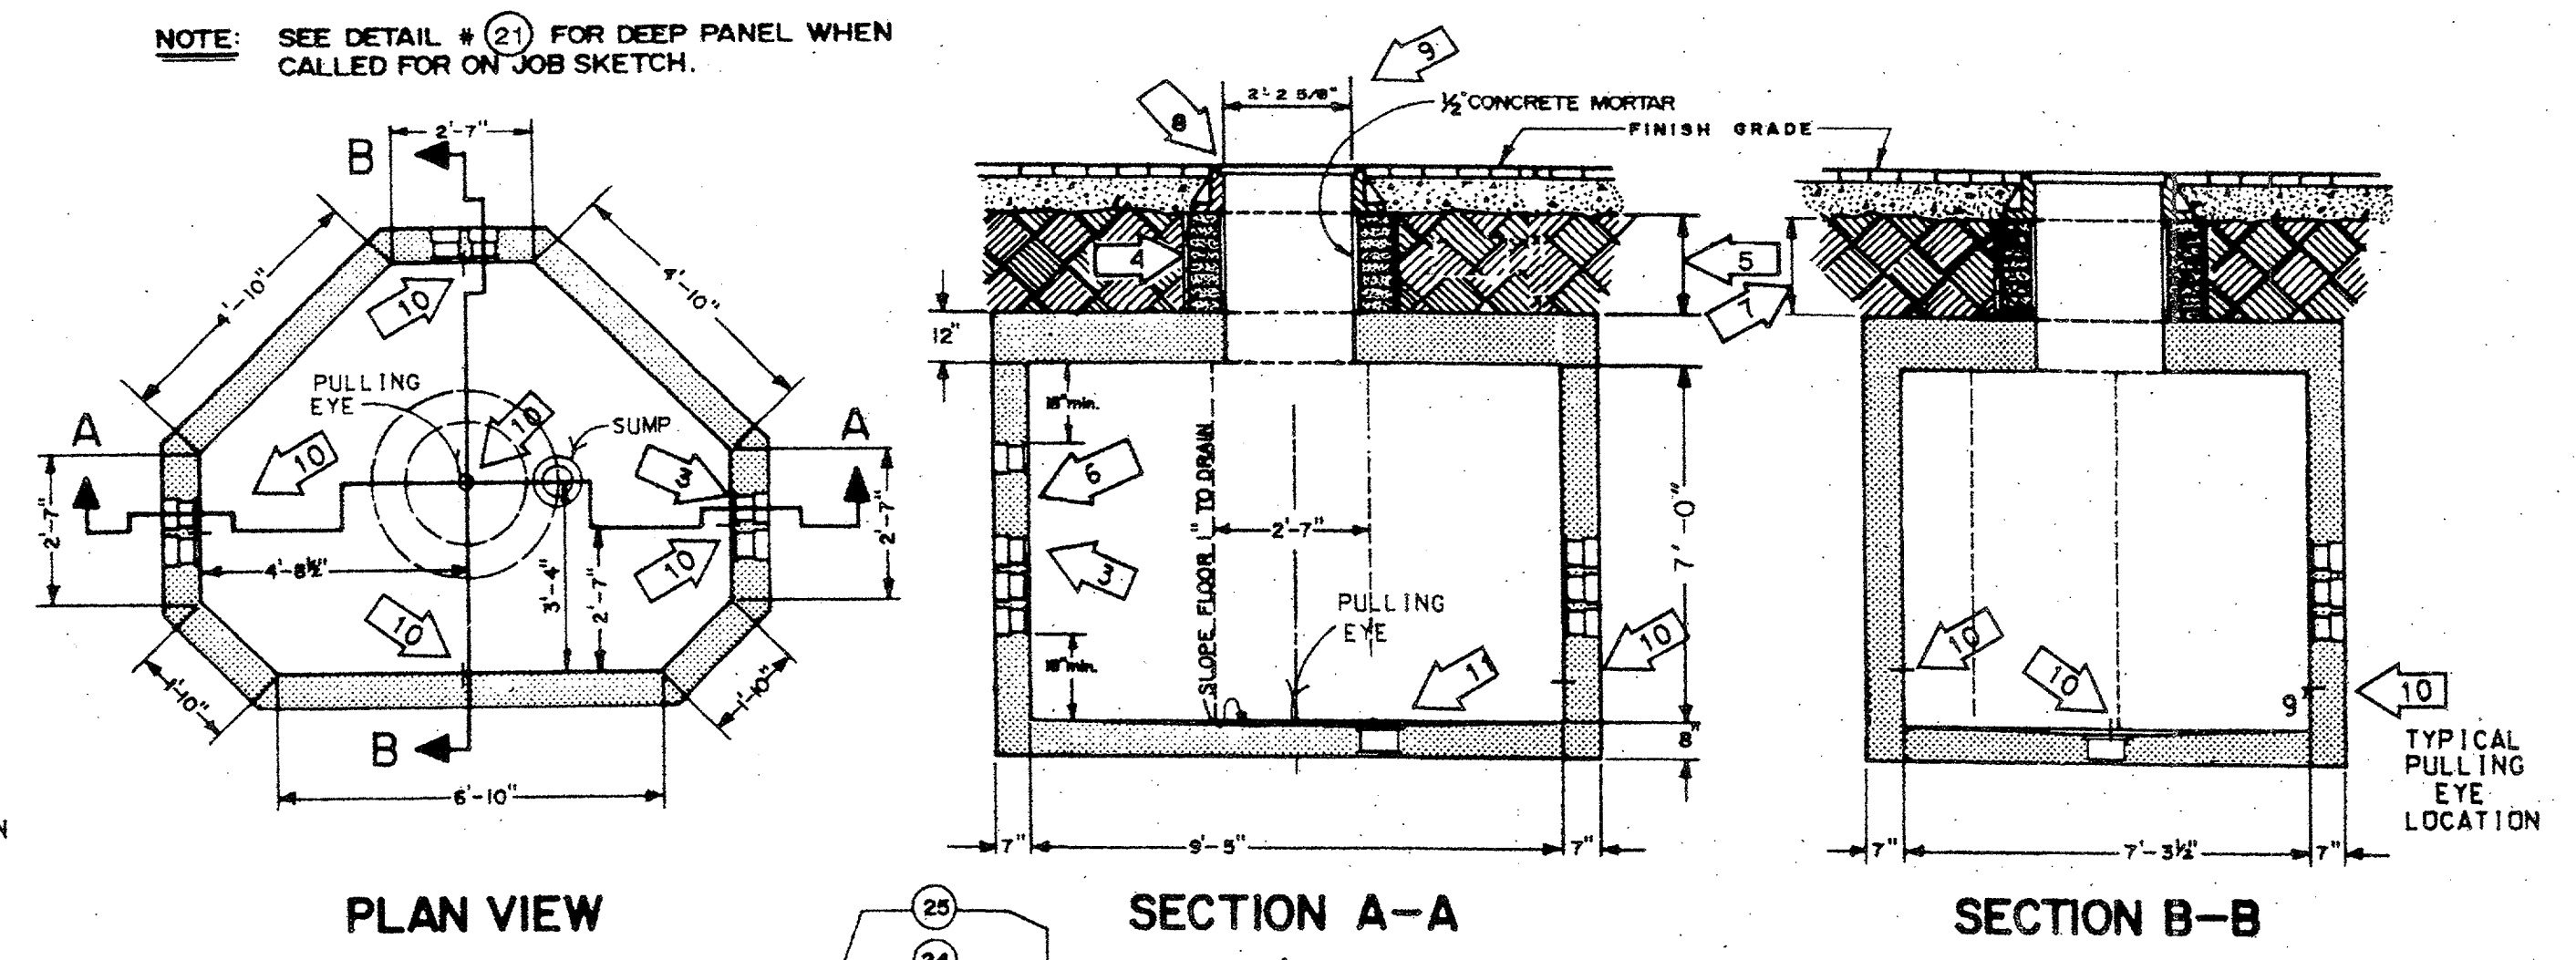 NOTE: SEE DETAIL # 21 FOR DEEP PANEL WHEN
CALLED FOR ON JOB SKETCH.
B
2'-7"
4'-10"
4'-10"
10
PULLING
EYE
10
SUMP
A
A
10
3
2'-7"
2'-7"
4'-8½"
10
3'-4"
2'-7"
10
1'-10"
1'-10"
B
6'-10"
N
PLAN VIEW
9
8
2'-2 5/8"
½" CONCRETE MORTAR
FINISH GRADE
4
5
7
12"
18" min.
6
3
SLOPE FLOOR 1" TO DRAIN
2'-7"
7'-0"
PULLING
EYE
18" min.
10
11
8"
7"
9'-5"
7"
SECTION A-A
25
24
10
10
9
10
TYPICAL
PULLING
EYE
LOCATION
7"
7'-3½"
7"
SECTION B-B